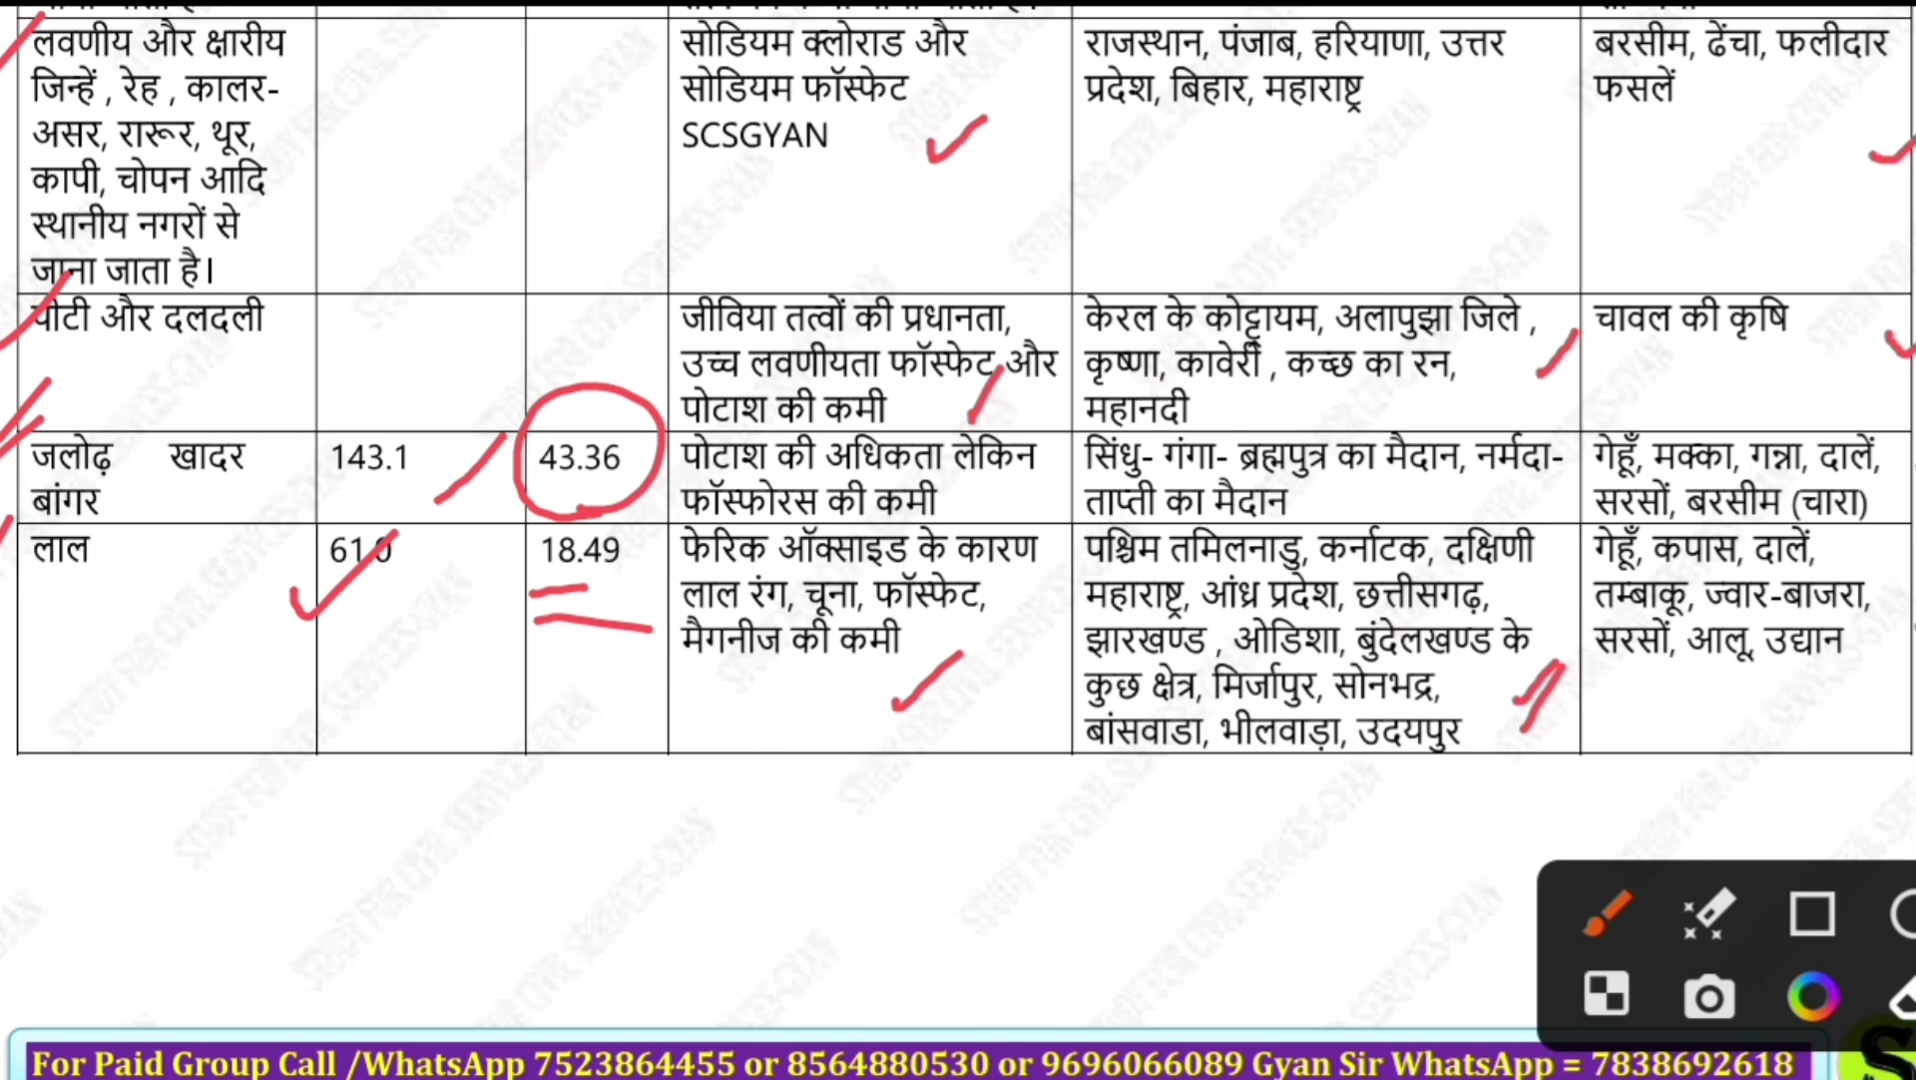 लवणीय और क्षारीय
जिन्हें , रेह , कालर-
असर, रारूर, थूर,
कापी, चोपन आदि
स्थानीय नगरों से
जाना जाता है।
सोडियम क्लोराड और
सोडियम फॉस्फेट
SCSGYAN
राजस्थान, पंजाब, हरियाणा, उत्तर
प्रदेश, बिहार, महाराष्ट्र
बरसीम, ढेंचा, फलीदार
फसलें
पीटी और दलदली
जीविया तत्वों की प्रधानता,
उच्च लवणीयता फॉस्फेट और
पोटाश की कमी
केरल के कोट्टायम, अलापुझा जिले ,
कृष्णा, कावेरी , कच्छ का रन,
महानदी
चावल की कृषि
जलोढ़ खादर
बांगर
143.1
43.36
पोटाश की अधिकता लेकिन
फॉस्फोरस की कमी
सिंधु- गंगा- ब्रह्मपुत्र का मैदान, नर्मदा-
ताप्ती का मैदान
गेहूँ, मक्का, गन्ना, दालें,
सरसों, बरसीम (चारा)
लाल
61.0
18.49
फेरिक ऑक्साइड के कारण
लाल रंग, चूना, फॉस्फेट,
मैगनीज की कमी
पश्चिम तमिलनाडु, कर्नाटक, दक्षिणी
महाराष्ट्र, आंध्र प्रदेश, छत्तीसगढ़,
झारखण्ड , ओडिशा, बुंदेलखण्ड के
कुछ क्षेत्र, मिर्जापुर, सोनभद्र,
बांसवाडा, भीलवाड़ा, उदयपुर
गेहूँ, कपास, दालें,
तम्बाकू, ज्वार-बाजरा,
सरसों, आलू, उद्यान
For Paid Group Call /WhatsApp 7523864455 or 8564880530 or 9696066089 Gyan Sir WhatsApp = 7838692618